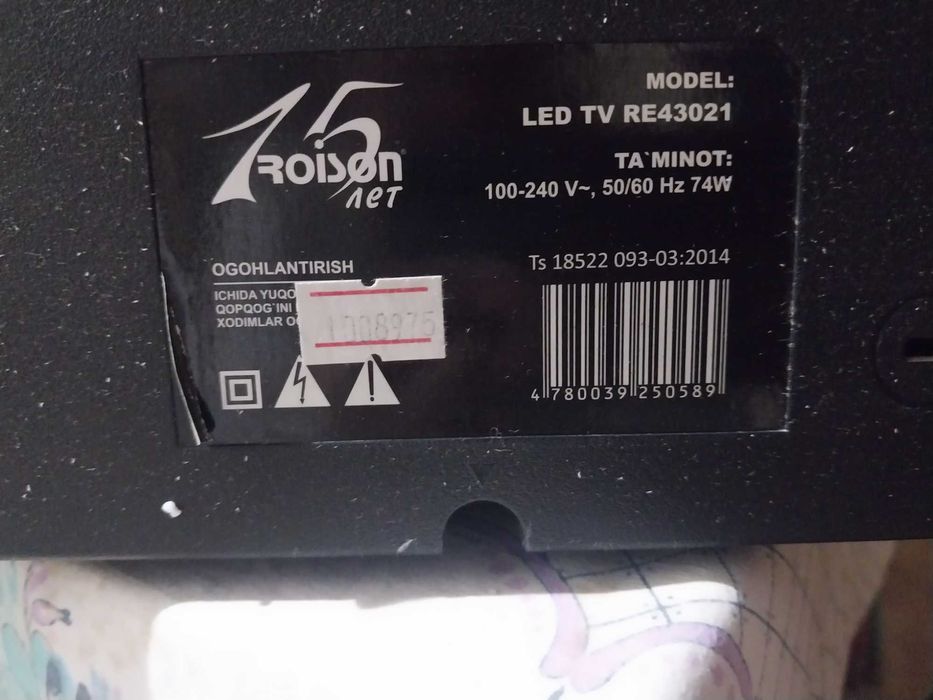 15 ROISON
лет
MODEL:
LED TV RE43021
TA`MINOT:
100-240 V~, 50/60 Hz 74W
OGOHLANTIRISH
ICHIDA YUQO
QOPQOG`INI
XODIMLAR
1008975
Ts 18522 093-03:2014
4 780039 250589